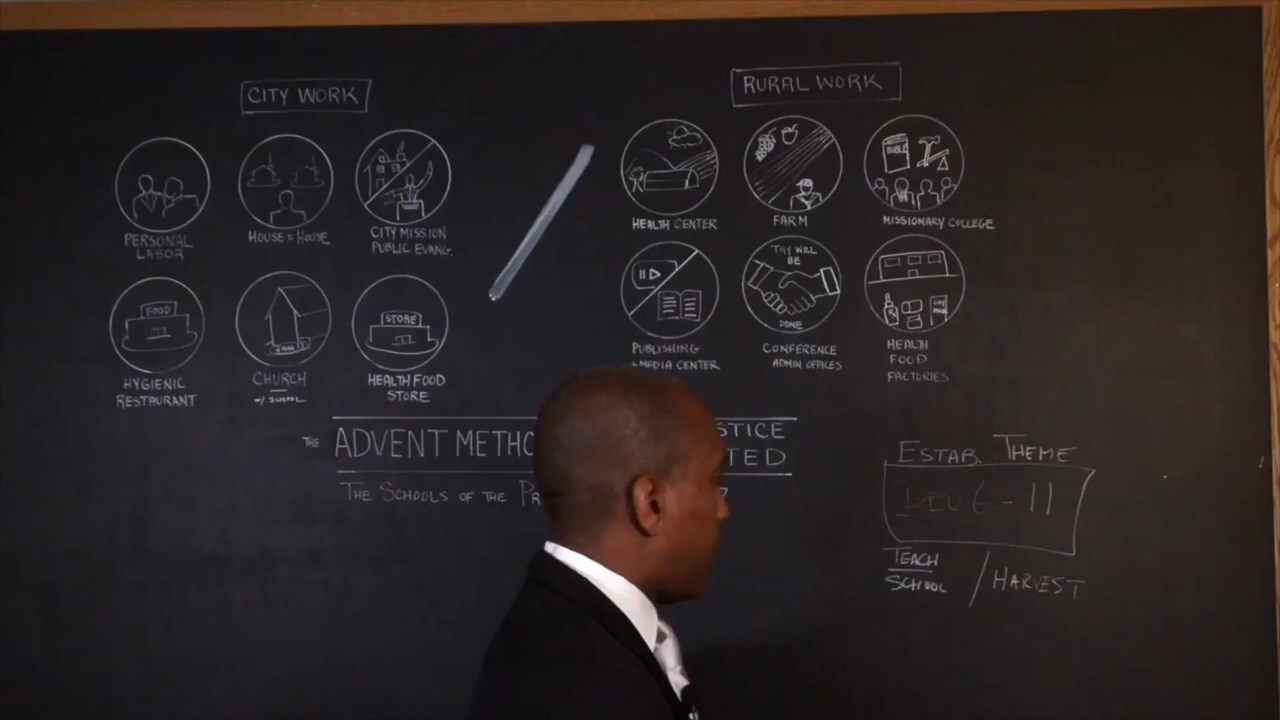 CITY WORK
PERSONAL
LABOR
HOUSE TO HOUSE
CITY MISSION
PUBLIC EVANG.
FOOD
HYGIENIC
RESTAURANT
CHURCH
W/ SCHOOL
STORE
HEALTH FOOD
STORE
RURAL WORK
HEALTH CENTER
FARM
BIBLE
MISSIONARY COLLEGE
PUBLISHING
MEDIA CENTER
THY WILL
BE
DONE
CONFERENCE
ADMIN OFFICES
HEALTH
FOOD
FACTORIES
THE ADVENT METHO STICE
TED
THE SCHOOLS OF THE PR
ESTAB. THEME
LEV 6-11
TEACH
SCHOOL / HARVEST